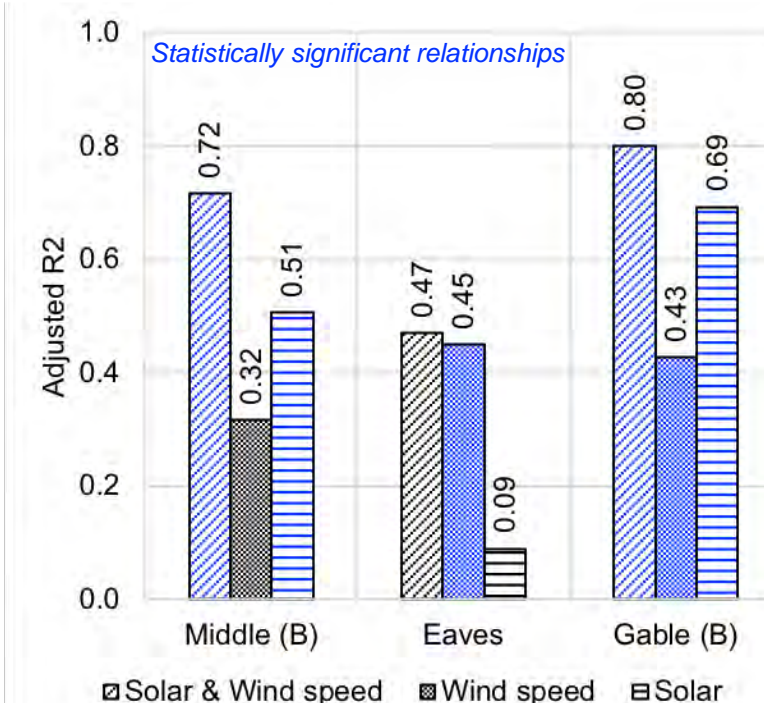 Statistically significant relationships
Adjusted R2
1.0
0.8
0.6
0.4
0.2
0.0
0.72
0.32
0.51
0.47
0.45
0.09
0.80
0.43
0.69
Middle (B)
Eaves
Gable (B)
Solar & Wind speed
Wind speed
Solar